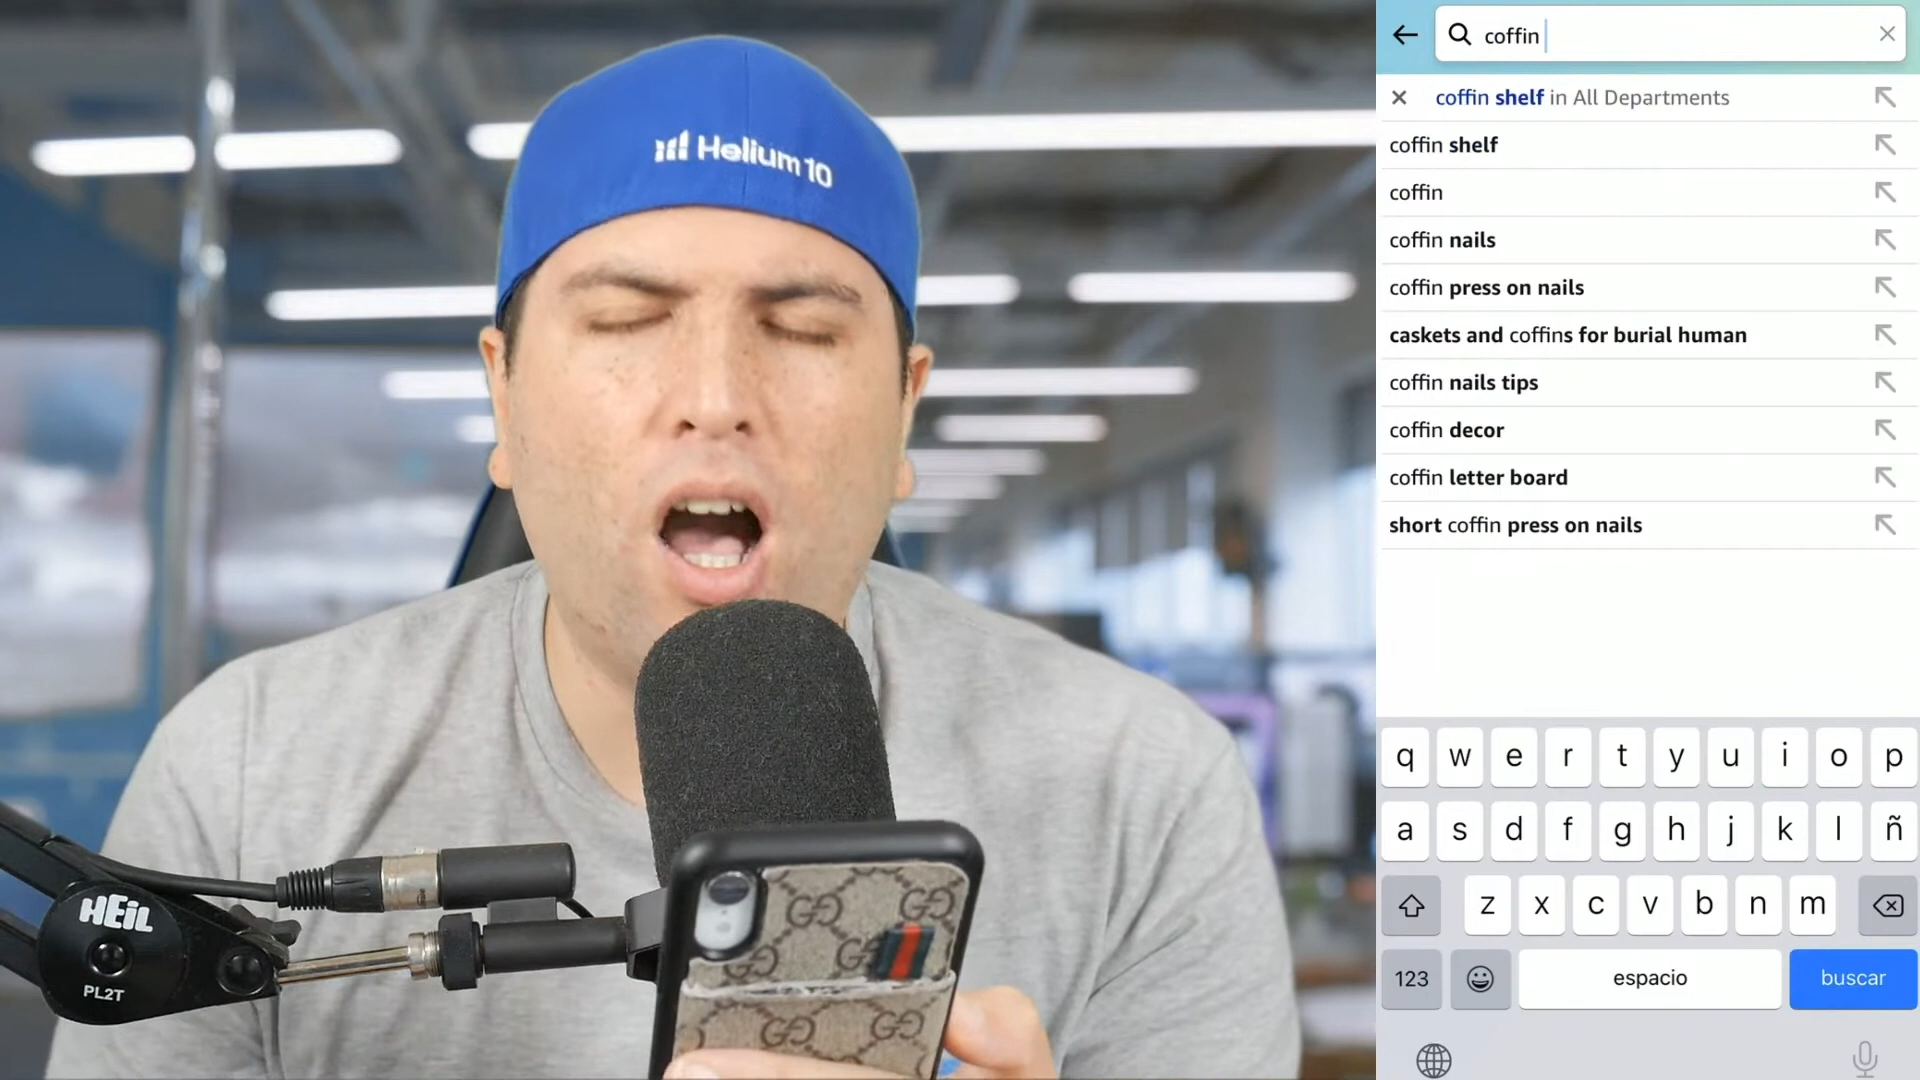 Helium 10
HEiL
PL2T
coffin
coffin shelf in All Departments
coffin shelf
coffin
coffin nails
coffin press on nails
caskets and coffins for burial human
coffin nails tips
coffin decor
coffin letter board
short coffin press on nails
q w e r t y u i o p
a s d f g h j k l ñ
z x c v b n m
123 espacio buscar